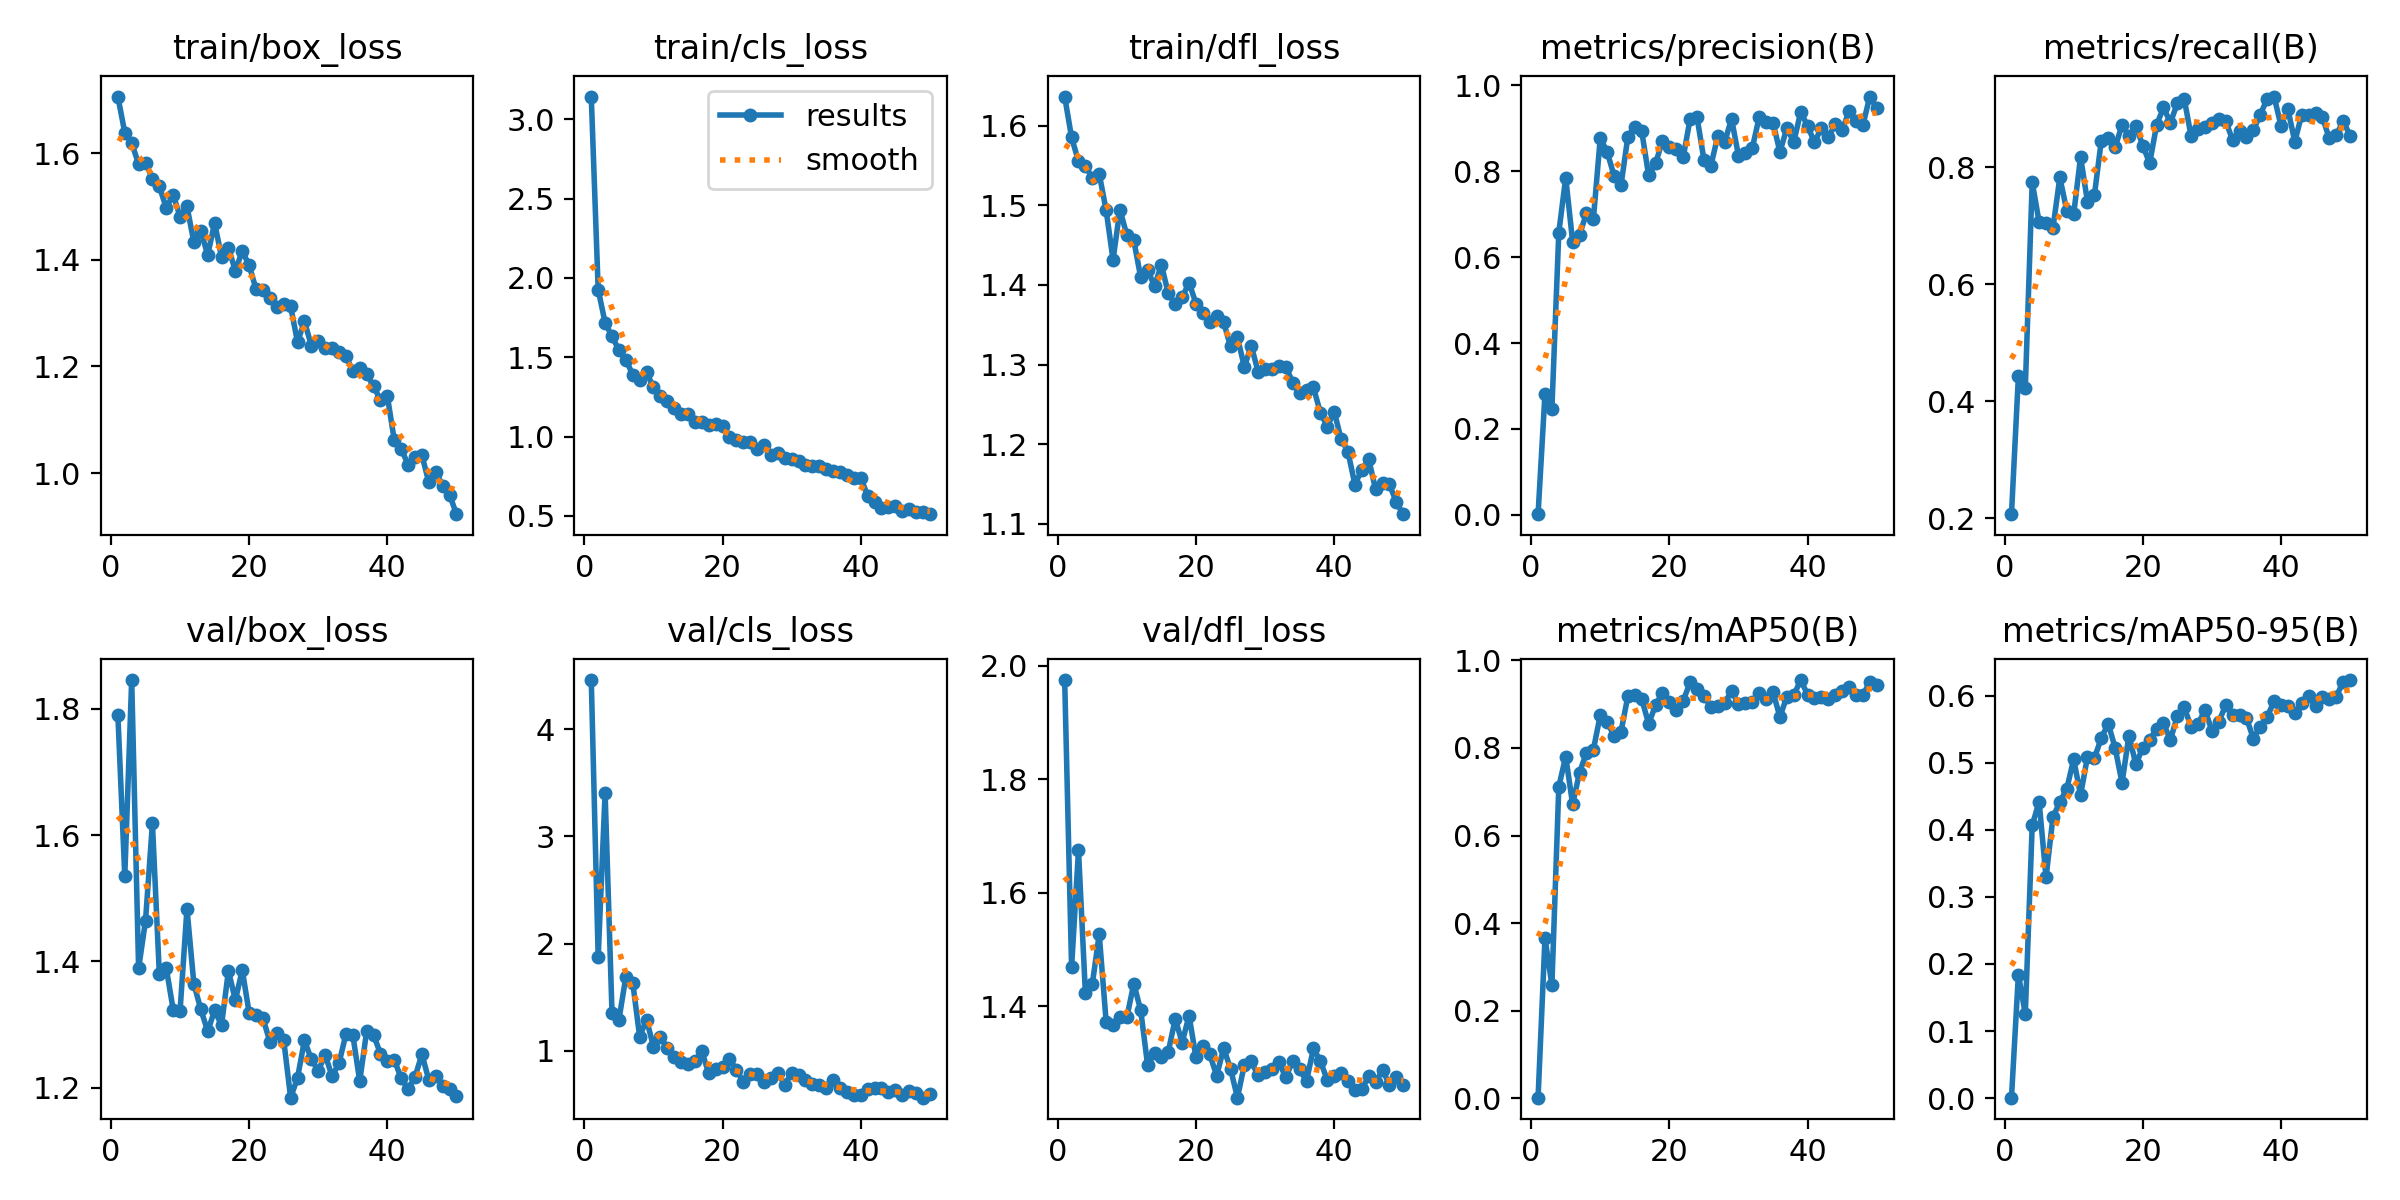 train/box_loss
1.6
1.4
1.2
1.0
0 20 40
train/cls_loss
3.0
2.5
2.0
1.5
1.0
0.5
results
smooth
0 20 40
train/dfl_loss
1.6
1.5
1.4
1.3
1.2
1.1
0 20 40
metrics/precision(B)
1.0
0.8
0.6
0.4
0.2
0.0
0 20 40
metrics/recall(B)
0.8
0.6
0.4
0.2
0 20 40
val/box_loss
1.8
1.6
1.4
1.2
0 20 40
val/cls_loss
4
3
2
1
0 20 40
val/dfl_loss
2.0
1.8
1.6
1.4
0 20 40
metrics/mAP50(B)
1.0
0.8
0.6
0.4
0.2
0.0
0 20 40
metrics/mAP50-95(B)
0.6
0.5
0.4
0.3
0.2
0.1
0.0
0 20 40